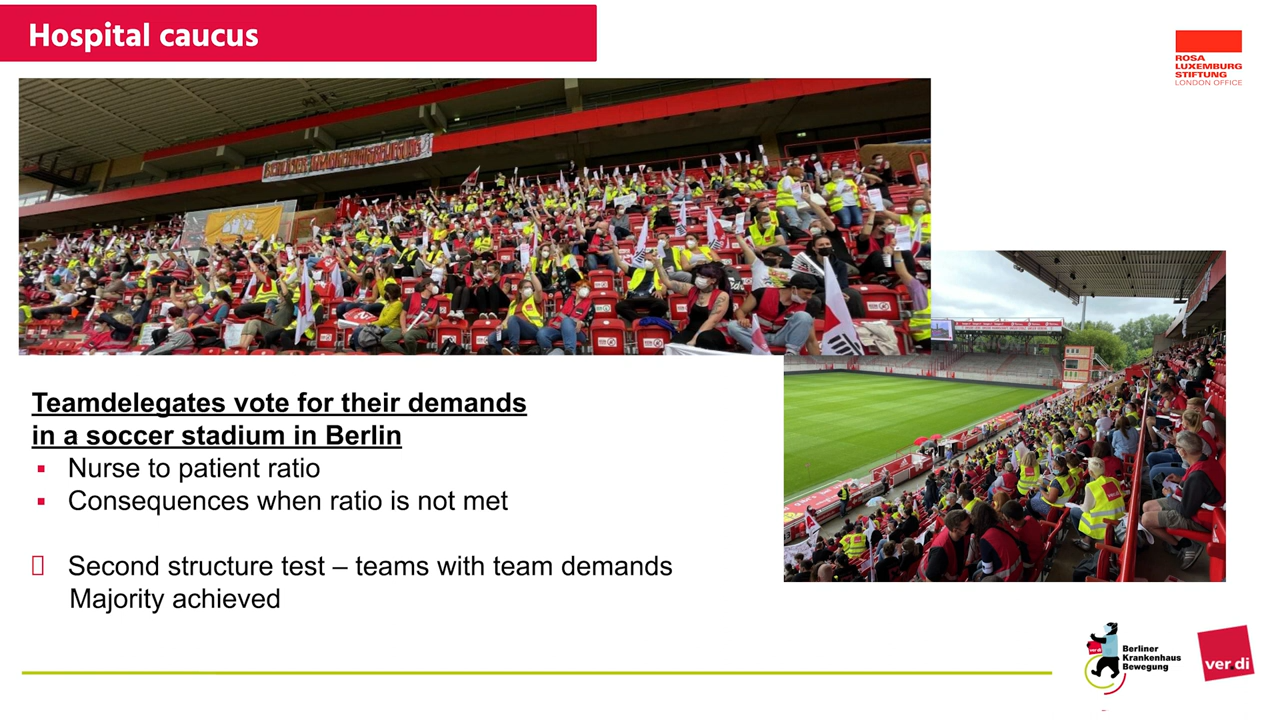 Hospital caucus
ROSA
LUXEMBURG
STIFTUNG
LONDON OFFICE
BERLINER KRANKENHAUSBEWEGUNG
Teamdelegates vote for their demands
in a soccer stadium in Berlin
▪ Nurse to patient ratio
▪ Consequences when ratio is not met
Second structure test – teams with team demands
Majority achieved
Berliner
Krankenhaus
Bewegung
ver.di